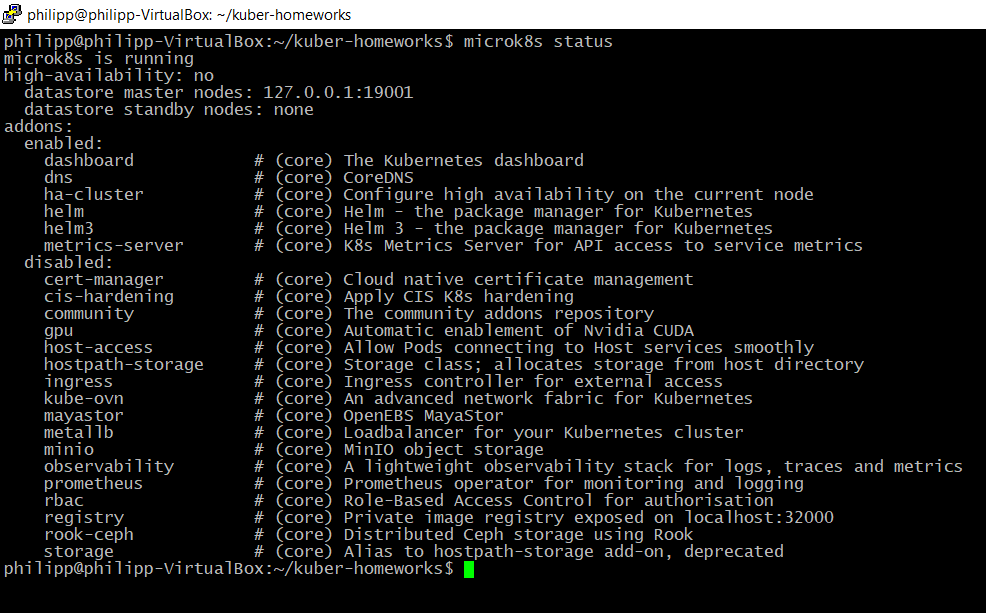 philipp@philipp-VirtualBox: ~/kuber-homeworks
philipp@philipp-VirtualBox:~/kuber-homeworks$ microk8s status
microk8s is running
high-availability: no
  datastore master nodes: 127.0.0.1:19001
  datastore standby nodes: none
addons:
  enabled:
    dashboard            # (core) The Kubernetes dashboard
    dns                  # (core) CoreDNS
    ha-cluster           # (core) Configure high availability on the current node
    helm                 # (core) Helm - the package manager for Kubernetes
    helm3                # (core) Helm 3 - the package manager for Kubernetes
    metrics-server       # (core) K8s Metrics Server for API access to service metrics
  disabled:
    cert-manager         # (core) Cloud native certificate management
    cis-hardening        # (core) Apply CIS K8s hardening
    community            # (core) The community addons repository
    gpu                  # (core) Automatic enablement of Nvidia CUDA
    host-access          # (core) Allow Pods connecting to Host services smoothly
    hostpath-storage     # (core) Storage class; allocates storage from host directory
    ingress              # (core) Ingress controller for external access
    kube-ovn             # (core) An advanced network fabric for Kubernetes
    mayastor             # (core) OpenEBS MayaStor
    metallb              # (core) Loadbalancer for your Kubernetes cluster
    minio                # (core) MinIO object storage
    observability        # (core) A lightweight observability stack for logs, traces and metrics
    prometheus           # (core) Prometheus operator for monitoring and logging
    rbac                 # (core) Role-Based Access Control for authorisation
    registry             # (core) Private image registry exposed on localhost:32000
    rook-ceph            # (core) Distributed Ceph storage using Rook
    storage              # (core) Alias to hostpath-storage add-on, deprecated
philipp@philipp-VirtualBox:~/kuber-homeworks$